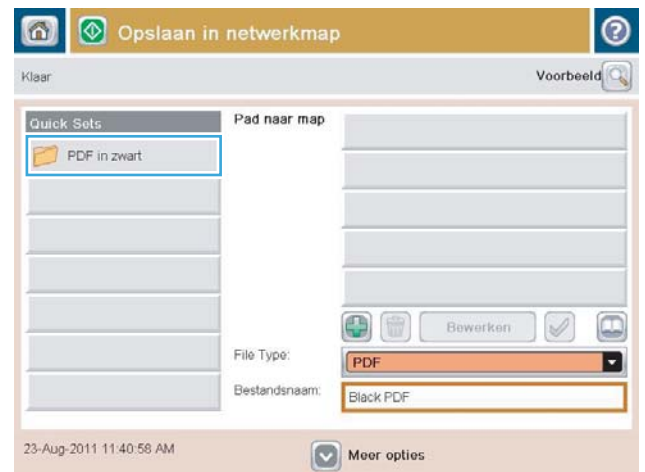 Opslaan in netwerkmap
?
Klaar
Voorbeeld
Quick Sets
Pad naar map
PDF in zwart
Bewerken
File Type:
PDF
Bestandsnaam:
Black PDF
23-Aug-2011 11:40:58 AM
Meer opties